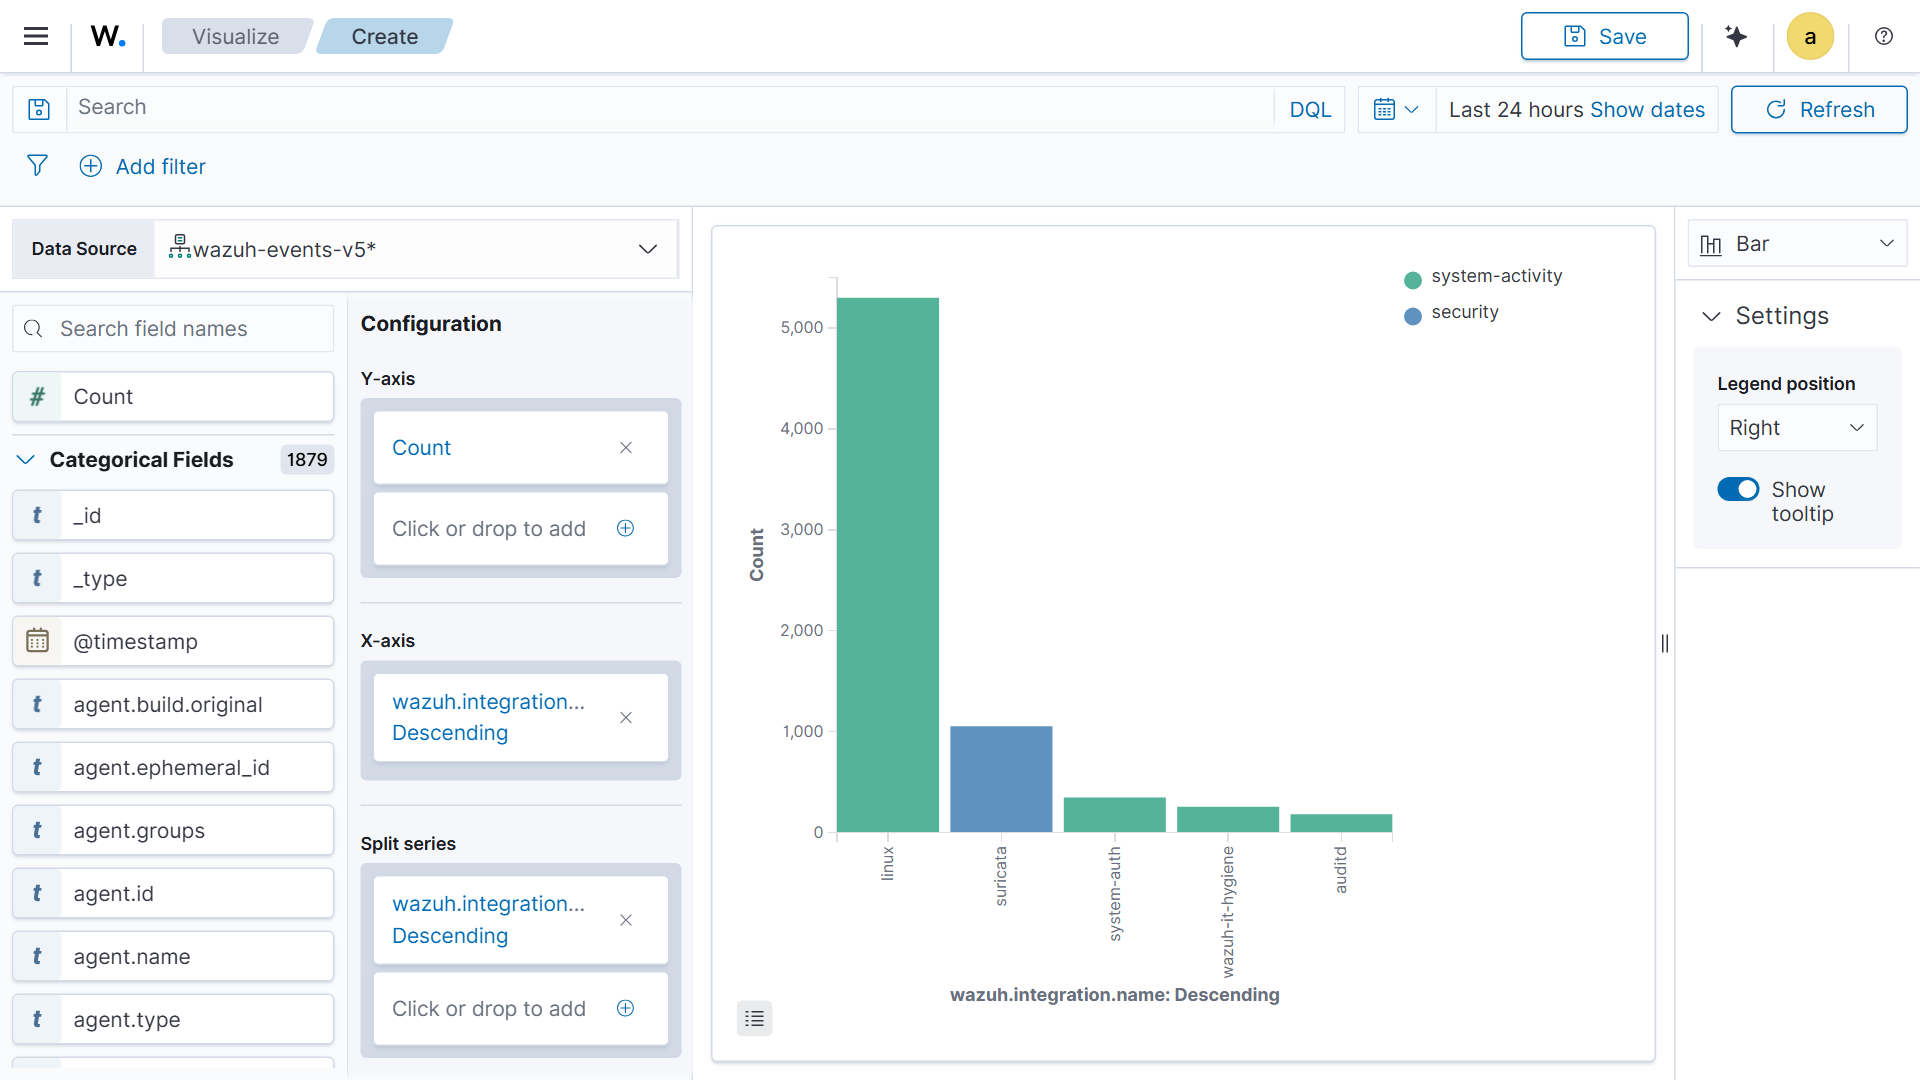 W.
Visualize
Create
Save
a
Search
DQL
Last 24 hours Show dates
Refresh
Add filter
Data Source
wazuh-events-v5*
Search field names
# Count
Categorical Fields
1879
t _id
t _type
@timestamp
t agent.build.original
t agent.ephemeral_id
t agent.groups
t agent.id
t agent.name
t agent.type
Configuration
Y-axis
Count
Click or drop to add
X-axis
wazuh.integration...
Descending
Split series
wazuh.integration...
Descending
Click or drop to add
system-activity
security
5,000
4,000
3,000
2,000
1,000
0
Count
linux
suricata
system-auth
wazuh-it-hygiene
auditd
wazuh.integration.name: Descending
Bar
Settings
Legend position
Right
Show
tooltip